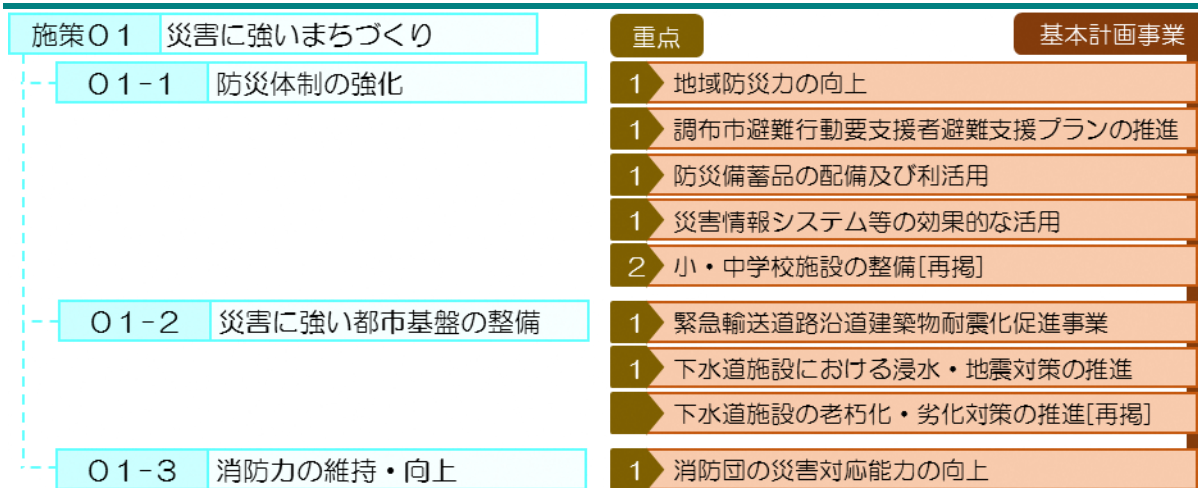 施策01 災害に強いまちづくり 重点 基本計画事業
01-1 防災体制の強化 1 地域防災力の向上
1 調布市避難行動要支援者避難支援プランの推進
1 防災備蓄品の配備及び利活用
1 災害情報システム等の効果的な活用
2 小・中学校施設の整備[再掲]
01-2 災害に強い都市基盤の整備 1 緊急輸送道路沿道建築物耐震化促進事業
1 下水道施設における浸水・地震対策の推進
下水道施設の老朽化・劣化対策の推進[再掲]
01-3 消防力の維持・向上 1 消防団の災害対応能力の向上